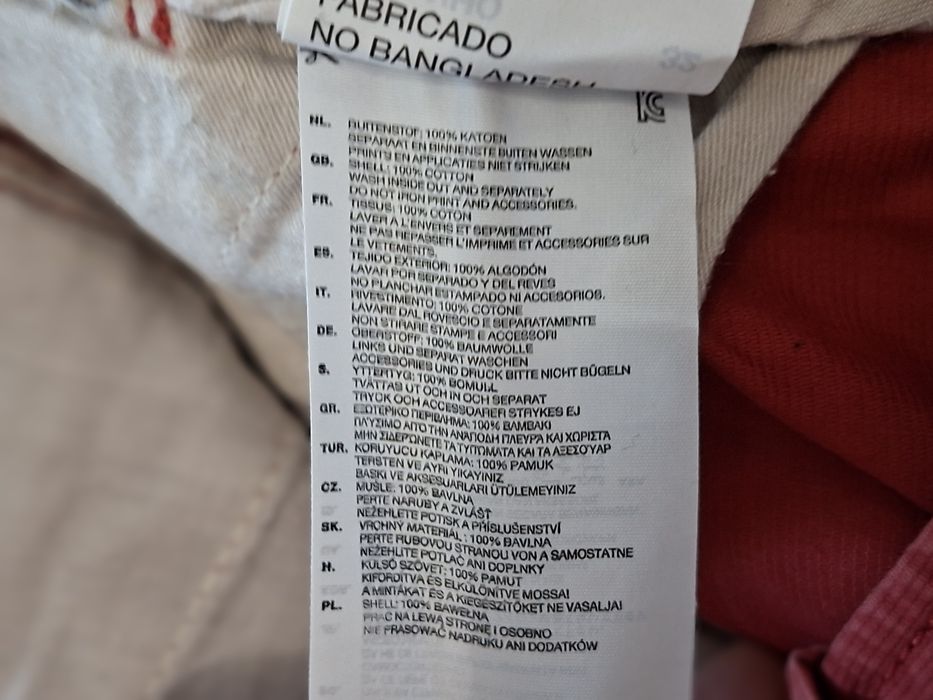 FABRICADO
NO BANGLADESH
32
NL. BUITENSTOF: 100% KATOEN
SEPARAAT EN BINNENSTE BUITEN WASSEN
PRINTS EN APPLICATIES NIET STRIJKEN
GB. SHELL: 100% COTTON
WASH INSIDE OUT AND SEPARATELY
DO NOT IRON PRINT AND ACCESSORIES.
FR. TISSUS: 100% COTON
LAVER A L'ENVERS ET SEPAREMENT
NE PAS REPASSER L'IMPRIME ET ACCESSORIES SUR
LE VETEMENTS.
ES. TEJIDO EXTERIOR: 100% ALGODÓN
LAVAR POR SEPARADO Y DEL REVES
NO PLANCHAR ESTAMPADO NI ACCESORIOS.
IT. RIVESTIMENTO: 100% COTONE
LAVARE DAL ROVESCIO E SEPARATAMENTE
NON STIRARE STAMPE E ACCESSORI
DE. OBERSTOFF: 100% BAUMWOLLE
LINKS UND SEPARAT WASCHEN
ACCESSORIES UND DRUCK BITTE NICHT BÜGELN
S. YTTERTYG: 100% BOMULL
TVÄTTAS UT OCH IN OCH SEPARAT
TRYCK OCH ACCESSOARER STRYKES EJ
GR. ΕΞΩΤΕΡΙΚΟ ΠΕΡΙΒΛΗΜΑ: 100% ΒΑΜΒΑΚΙ
ΠΛΥΣΙΜΟ ΑΠΟ ΤΗΝ ΑΝΑΠΟΔΗ ΠΛΕΥΡΑ ΚΑΙ ΧΩΡΙΣΤΑ
ΜΗΝ ΣΙΔΕΡΩΝΕΤΕ ΤΑ ΤΥΠΩΜΑΤΑ ΚΑΙ ΤΑ ΑΞΕΣΟΥΑΡ
TUR. KORUYUCU KAPLAMA: 100% PAMUK
TERSTEN VE AYRI YIKAYINIZ
BASKI VE AKSESUARLARI ÜTÜLEMEYINIZ
CZ. MUŠLE: 100% BAVLNA
PERTE NARUBY A ZVLÁŠŤ
NEŽEHLETE POTISK A PŘÍSLUŠENSTVÍ
SK. VRCHNÝ MATERIÁL : 100% BAVLNA
PERTE RUBOVOU STRANOU VON A SAMOSTATNE
NEŽEHLITE POTLAČ ANI DOPLNKY
H. KÜLSŐ SZÖVET: 100% PAMUT
KIFORDÍTVA ÉS ELKÜLÖNÍTVE MOSSAI
A MINTÁKAT ÉS A KIEGÉSZÍTŐKET NE VASALJAI
PL. SHELL: 100% BAWEŁNA
PRAĆ NA LEWĄ STRONĘ I OSOBNO
NIE PRASOWAĆ NADRUKU ANI DODATKÓW